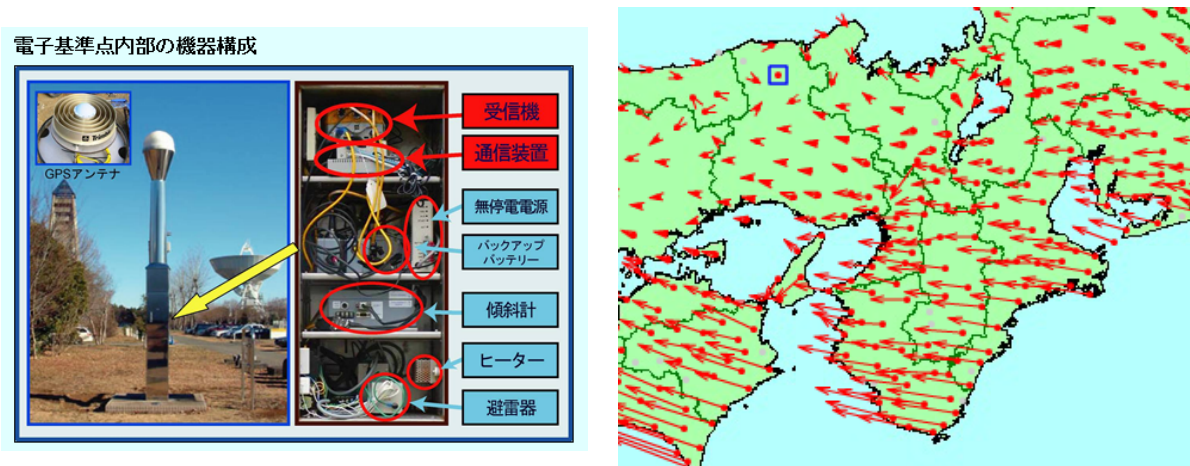 電子基準点内部の機器構成
GPSアンテナ
受信機
通信装置
無停電電源
バックアップ
バッテリー
傾斜計
ヒーター
避雷器